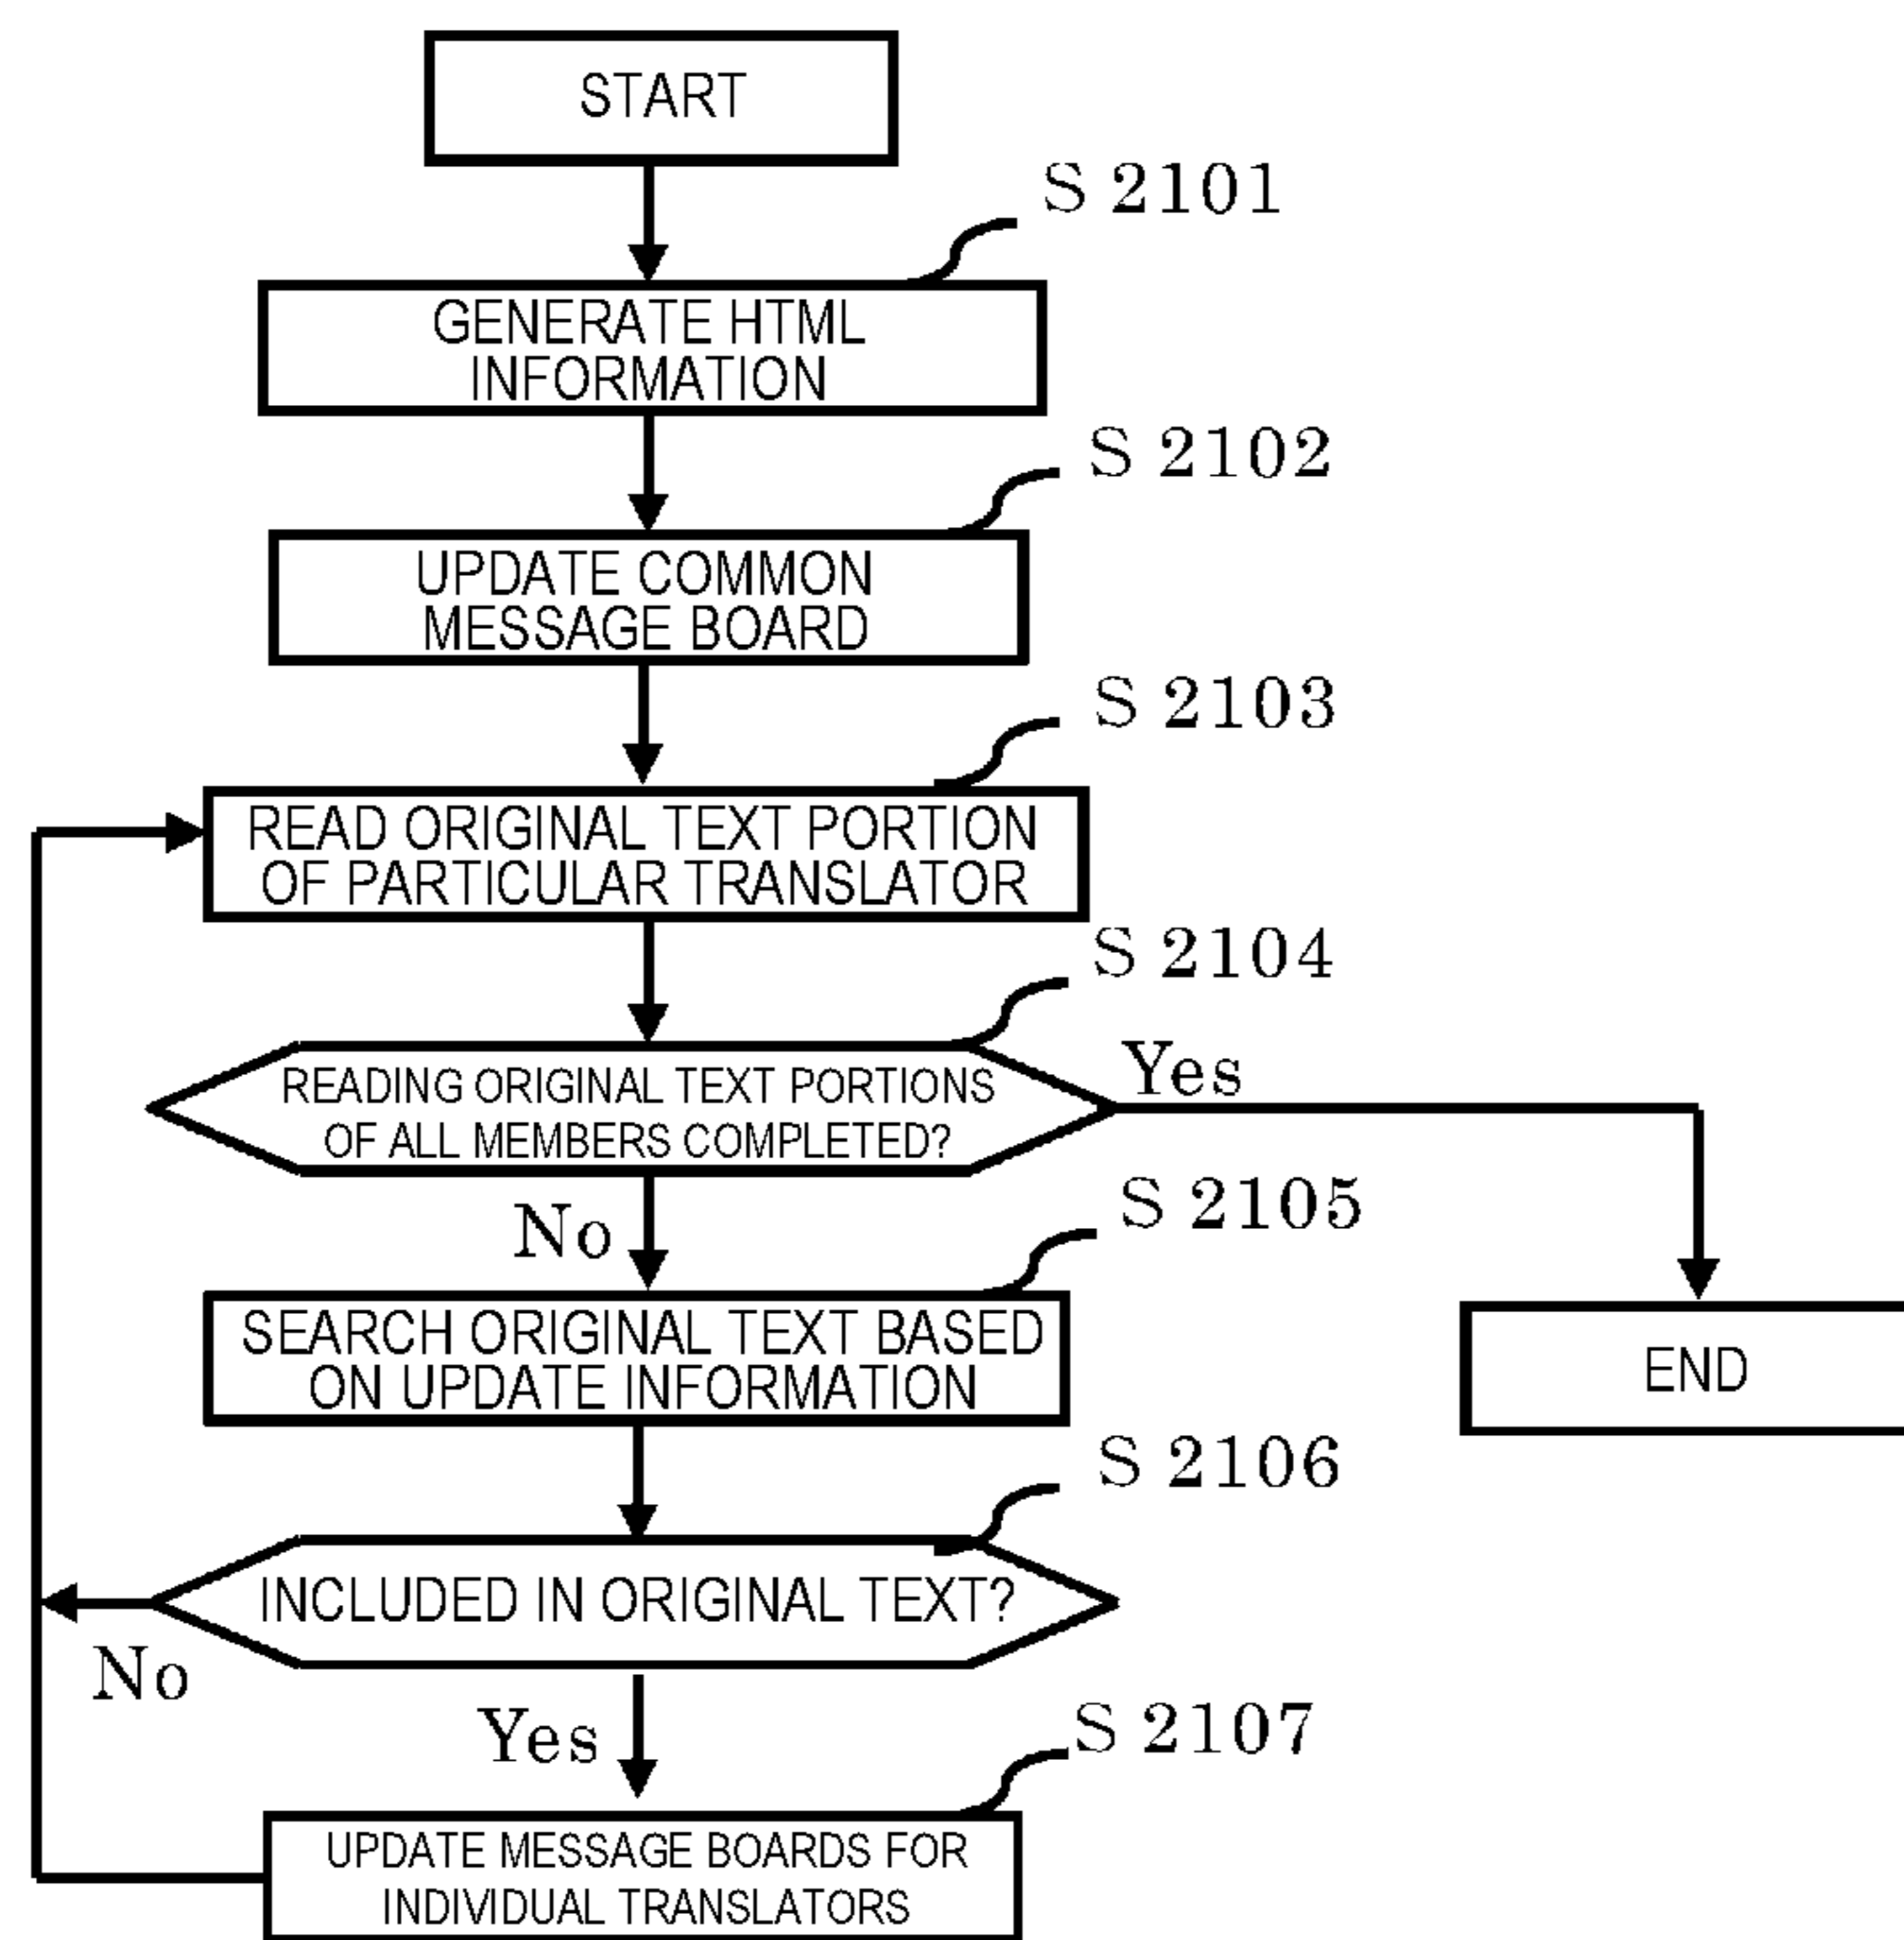 START
S 2101
GENERATE HTML
INFORMATION
S 2102
UPDATE COMMON
MESSAGE BOARD
S 2103
READ ORIGINAL TEXT PORTION
OF PARTICULAR TRANSLATOR
S 2104
READING ORIGINAL TEXT PORTIONS
OF ALL MEMBERS COMPLETED?
Yes
No
S 2105
SEARCH ORIGINAL TEXT BASED
ON UPDATE INFORMATION
END
S 2106
INCLUDED IN ORIGINAL TEXT?
No
Yes
S 2107
UPDATE MESSAGE BOARDS FOR
INDIVIDUAL TRANSLATORS